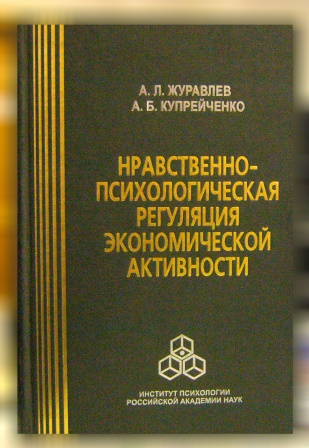 А. Л. ЖУРАВЛЕВ
А. Б. КУПРЕЙЧЕНКО
НРАВСТВЕННО-
ПСИХОЛОГИЧЕСКАЯ
РЕГУЛЯЦИЯ
ЭКОНОМИЧЕСКОЙ
АКТИВНОСТИ
ИНСТИТУТ ПСИХОЛОГИИ
РОССИЙСКОЙ АКАДЕМИИ НАУК